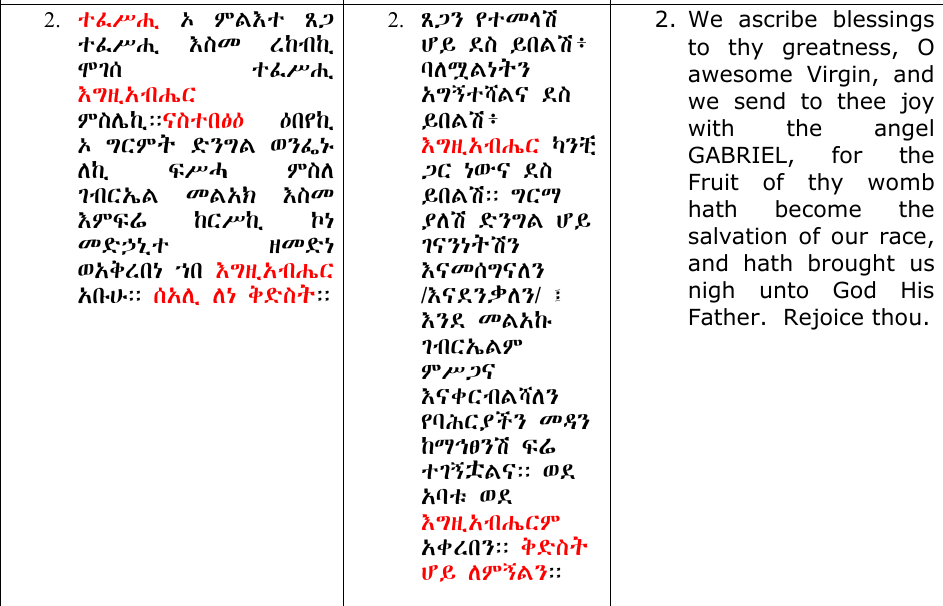 2. ተፈሥሒ ኦ ምልእተ ጸጋ
ተፈሥሒ እስመ ረከብኪ
ሞገሰ ተፈሥሒ
እግዚአብሔር
ምስሌኪ።ናስተበፅዕ ዕበየኪ
ኦ ግርምት ድንግል ወንፌኑ
ለኪ ፍሥሓ ምስለ
ገብርኤል መልአክ እስመ
እምፍሬ ከርሥኪ ኮነ
መድኃኒተ ዘመድነ
ወአቅረበነ ኀበ እግዚአብሔር
አቡሁ። ሰአሊ ለነ ቅድስት።
2. ጸጋን የተመላሽ
ሆይ ደስ ይበልሽ፥
ባለሟልነትን
አግኝተሻልና ደስ
ይበልሽ፥
እግዚአብሔር ካንቺ
ጋር ነውና ደስ
ይበልሽ። ግርማ
ያለሽ ድንግል ሆይ
ገናንነትሽን
እናመሰግናለን
/እናደንቃለን/ ፤
እንደ መልአኩ
ገብርኤልም
ምሥጋና
እናቀርብልሻለን
የባሕርያችን መዳን
ከማኅፀንሽ ፍሬ
ተገኝቷልና። ወደ
አባቱ ወደ
እግዚአብሔርም
አቀረበን። ቅድስት
ሆይ ለምኝልን።
2. We ascribe blessings
to thy greatness, O
awesome Virgin, and
we send to thee joy
with the angel
GABRIEL, for the
Fruit of thy womb
hath become the
salvation of our race,
and hath brought us
nigh unto God His
Father. Rejoice thou.